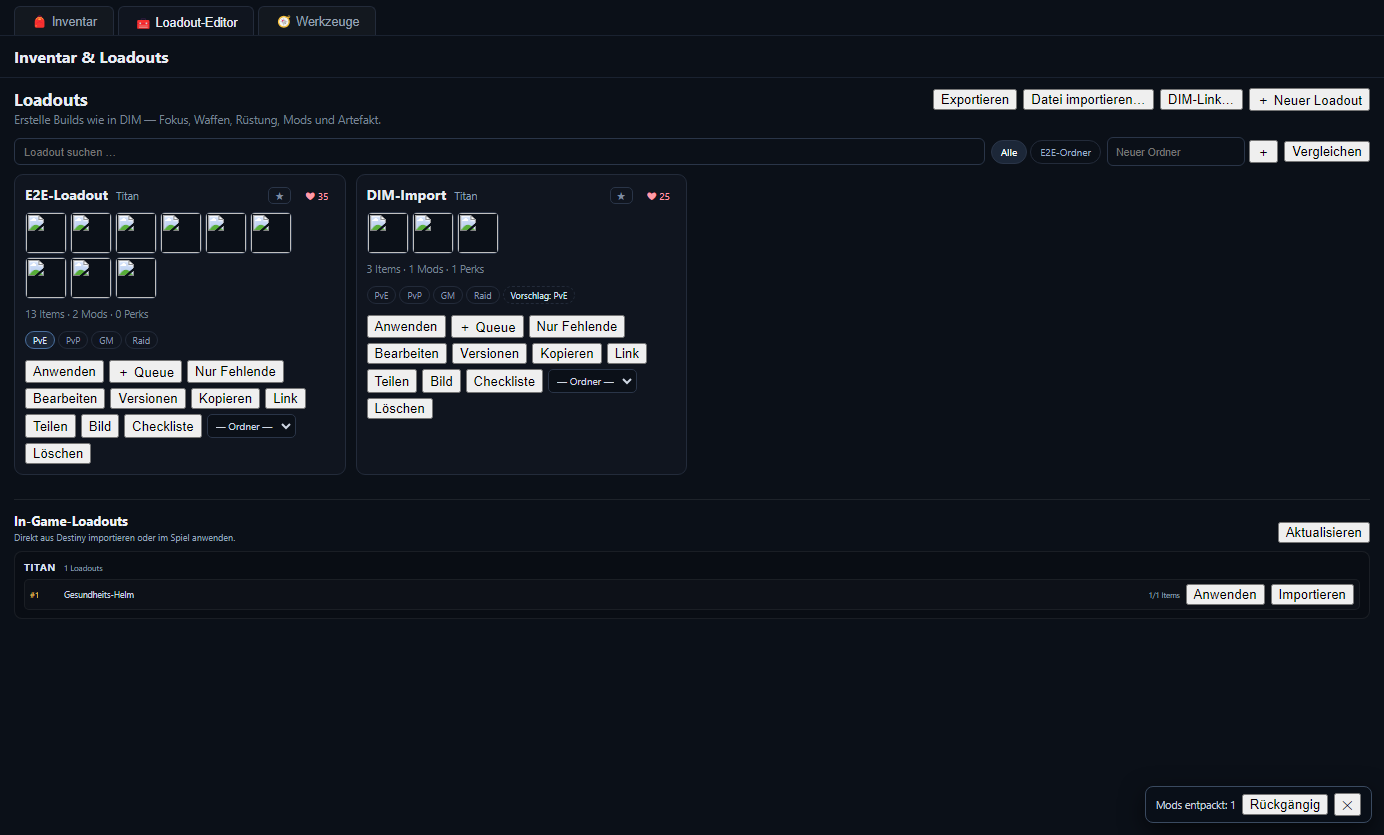 Inventar Loadout-Editor Werkzeuge
Inventar & Loadouts
Loadouts
Erstelle Builds wie in DIM — Fokus, Waffen, Rüstung, Mods und Artefakt.
Exportieren Datei importieren… DIM-Link… + Neuer Loadout
Loadout suchen … Alle E2E-Ordner Neuer Ordner + Vergleichen
E2E-Loadout Titan ★ 35
13 Items · 2 Mods · 0 Perks
PvE PvP GM Raid
Anwenden + Queue Nur Fehlende
Bearbeiten Versionen Kopieren Link
Teilen Bild Checkliste — Ordner —
Löschen
DIM-Import Titan ★ 25
3 Items · 1 Mods · 1 Perks
PvE PvP GM Raid Vorschlag: PvE
Anwenden + Queue Nur Fehlende
Bearbeiten Versionen Kopieren Link
Teilen Bild Checkliste — Ordner —
Löschen
In-Game-Loadouts
Direkt aus Destiny importieren oder im Spiel anwenden.
Aktualisieren
TITAN 1 Loadouts
#1 Gesundheits-Helm 1/1 Items Anwenden Importieren
Mods entpackt: 1 Rückgängig ×